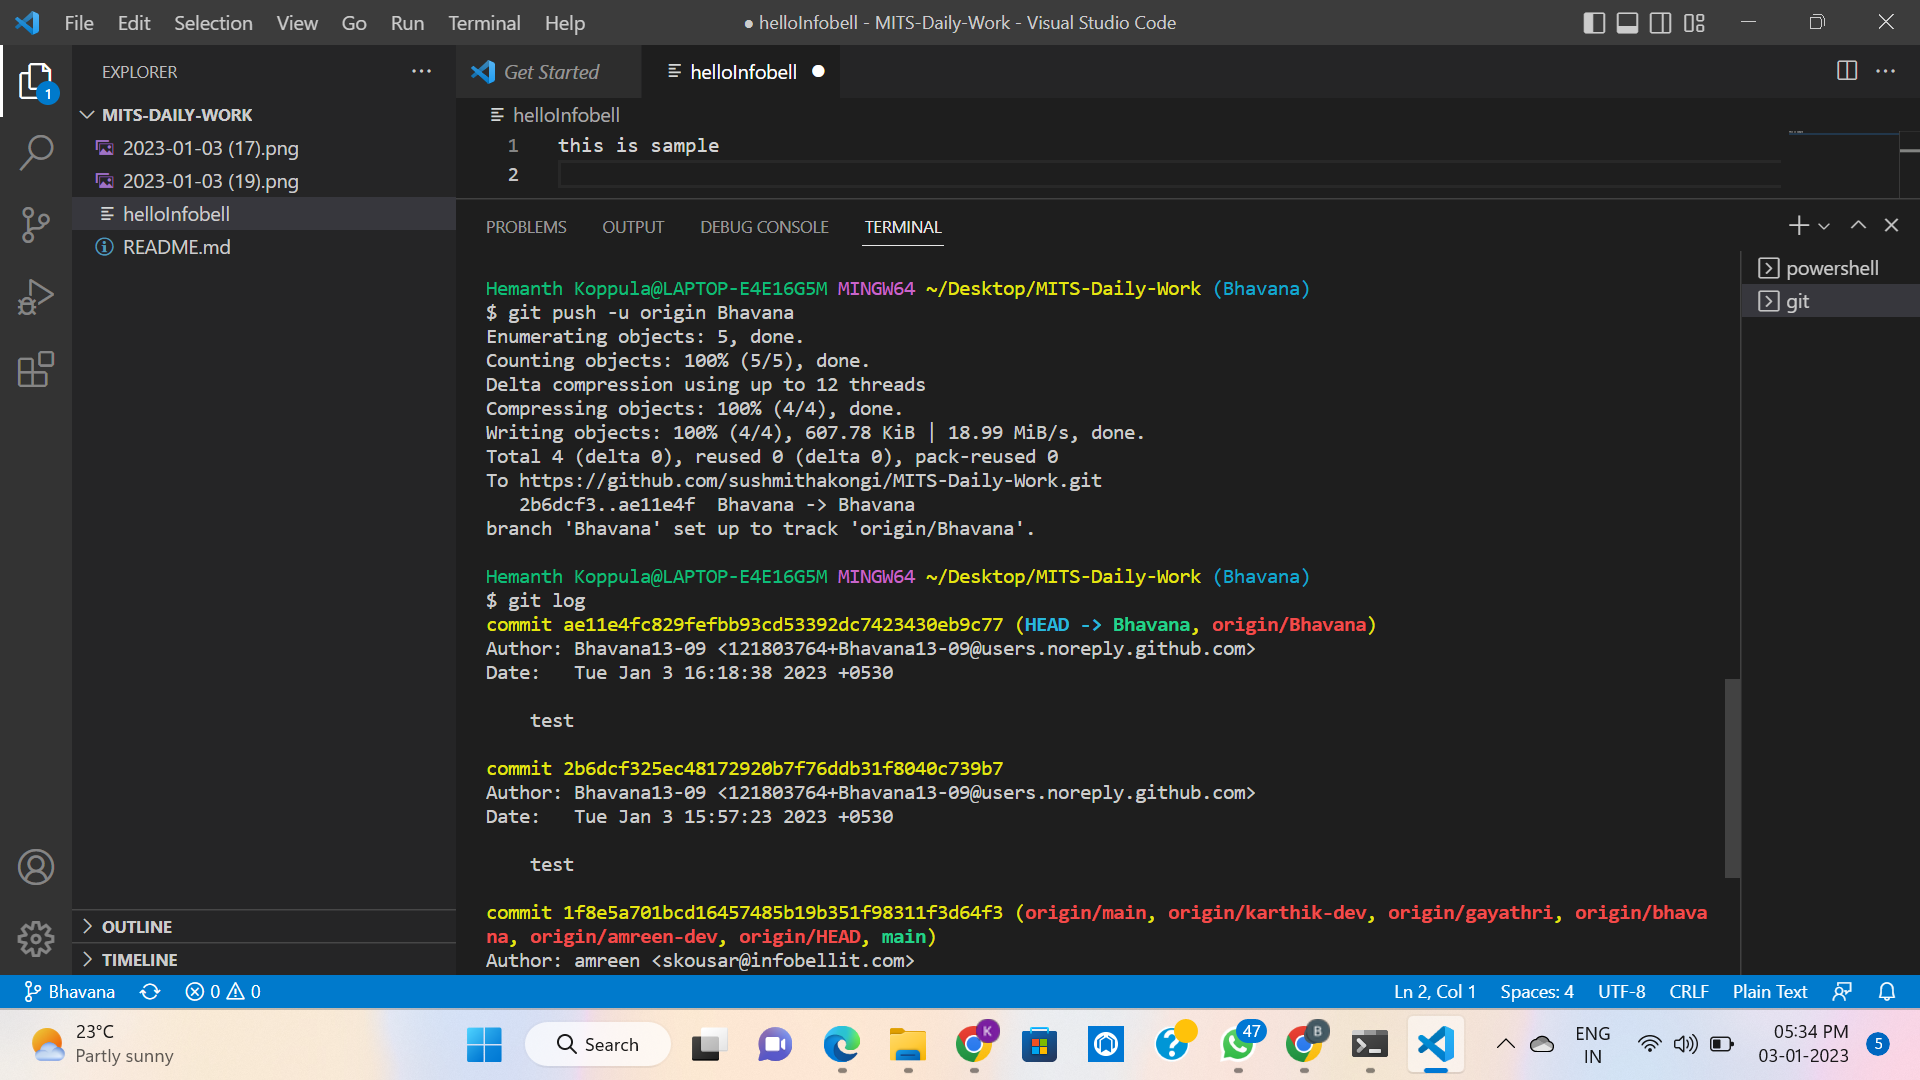 File Edit Selection View Go Run Terminal Help
● helloInfobell - MITS-Daily-Work - Visual Studio Code
EXPLORER
Get Started
helloInfobell
1
MITS-DAILY-WORK
2023-01-03 (17).png
2023-01-03 (19).png
helloInfobell
README.md
helloInfobell
1 this is sample
2
PROBLEMS OUTPUT DEBUG CONSOLE TERMINAL
powershell
git
Hemanth Koppula@LAPTOP-E4E16G5M MINGW64 ~/Desktop/MITS-Daily-Work (Bhavana)
$ git push -u origin Bhavana
Enumerating objects: 5, done.
Counting objects: 100% (5/5), done.
Delta compression using up to 12 threads
Compressing objects: 100% (4/4), done.
Writing objects: 100% (4/4), 607.78 KiB | 18.99 MiB/s, done.
Total 4 (delta 0), reused 0 (delta 0), pack-reused 0
To https://github.com/sushmithakongi/MITS-Daily-Work.git
2b6dcf3..ae11e4f Bhavana -> Bhavana
branch 'Bhavana' set up to track 'origin/Bhavana'.
Hemanth Koppula@LAPTOP-E4E16G5M MINGW64 ~/Desktop/MITS-Daily-Work (Bhavana)
$ git log
commit ae11e4fc829fefbb93cd53392dc7423430eb9c77 (HEAD -> Bhavana, origin/Bhavana)
Author: Bhavana13-09 <121803764+Bhavana13-09@users.noreply.github.com>
Date: Tue Jan 3 16:18:38 2023 +0530
test
commit 2b6dcf325ec48172920b7f76ddb31f8040c739b7
Author: Bhavana13-09 <121803764+Bhavana13-09@users.noreply.github.com>
Date: Tue Jan 3 15:57:23 2023 +0530
test
commit 1f8e5a701bcd16457485b19b351f98311f3d64f3 (origin/main, origin/karthik-dev, origin/gayathri, origin/bhava
na, origin/amreen-dev, origin/HEAD, main)
Author: amreen <skousar@infobellit.com>
OUTLINE
TIMELINE
Bhavana 0 0
Ln 2, Col 1 Spaces: 4 UTF-8 CRLF Plain Text
23°C
Partly sunny
Search
K
47
B
ENG
IN
05:34 PM
03-01-2023
5